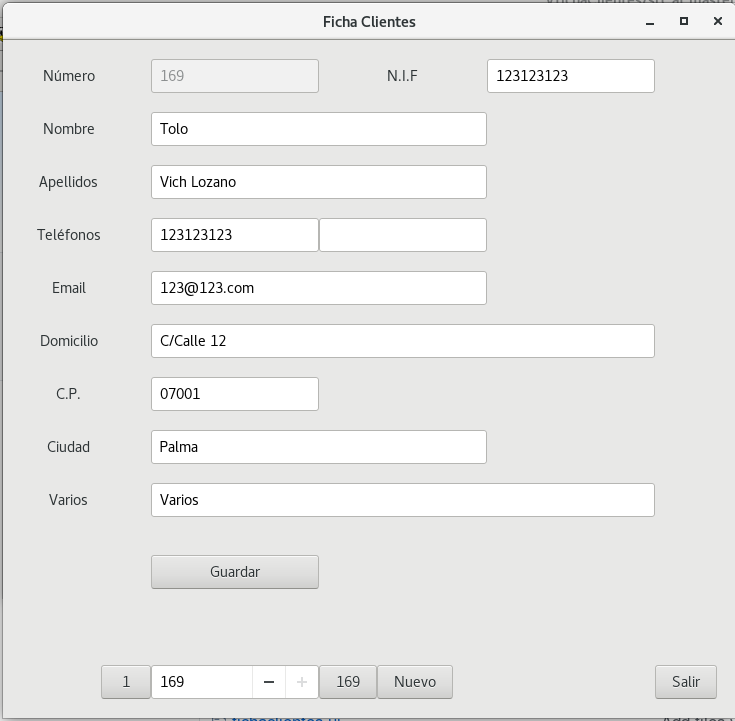 Ficha Clientes
Número 169 N.I.F 123123123
Nombre Tolo
Apellidos Vich Lozano
Teléfonos 123123123
Email 123@123.com
Domicilio C/Calle 12
C.P. 07001
Ciudad Palma
Varios Varios
Guardar
1 169 169 Nuevo Salir